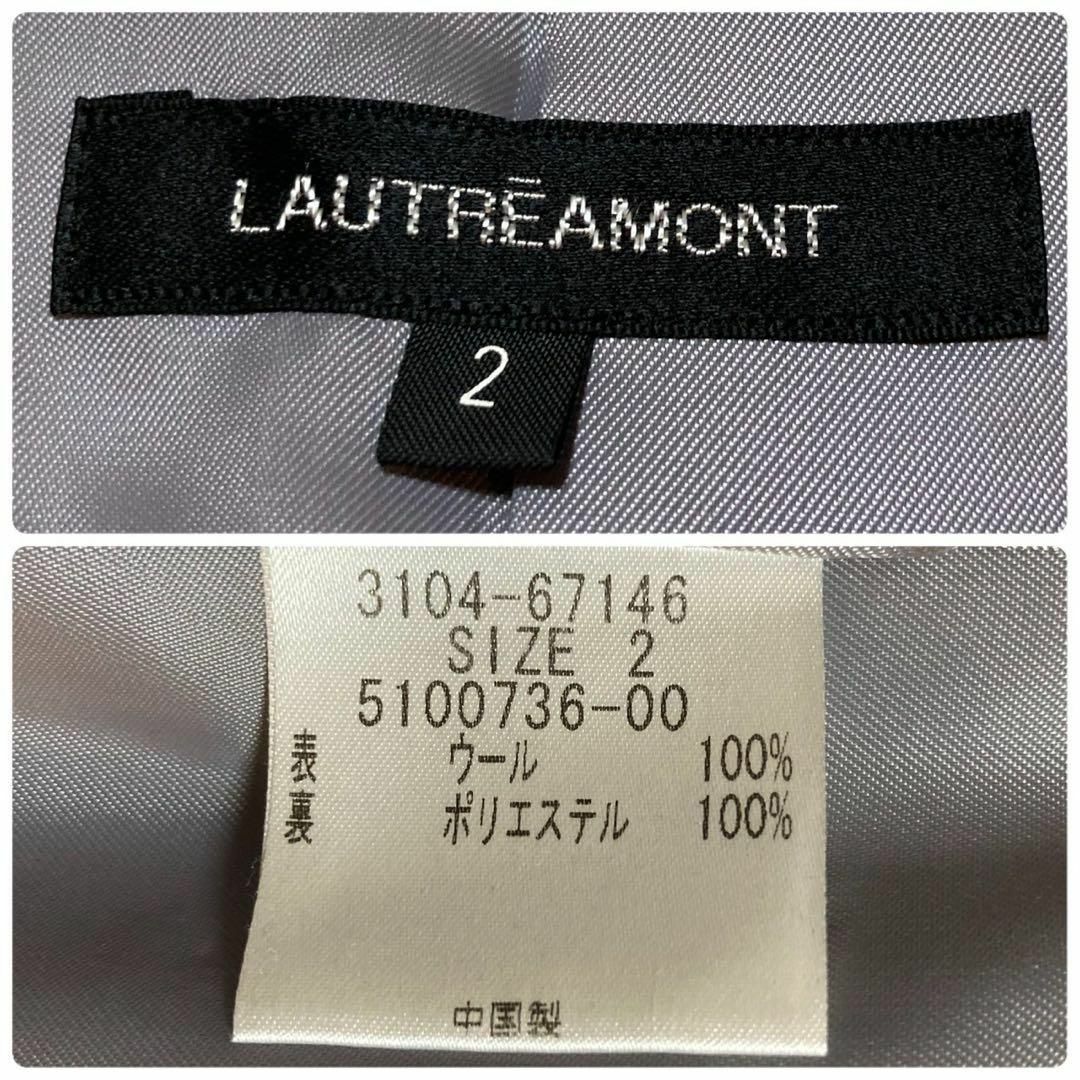 LAUTRÉAMONT
2
3104-67146
SIZE 2
5100736-00
表 ウール 100%
裏 ポリエステル 100%
中国製